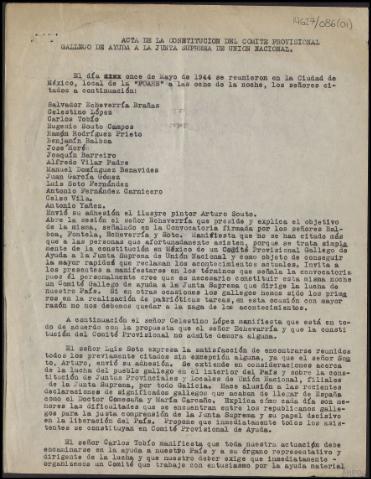 14627/086(01)
ACTA DE LA CONSTITUCION DEL COMITE PROVISIONAL
GALLEGO DE AYUDA A LA JUNTA SUPREMA DE UNION NACIONAL.
El día once de Mayo de 1944 se reunieron en la Ciudad de
México, local de la "FOARE" a las ocho de la noche, los señores ci-
tados a continuación:
Salvador Echeverría Brañas
Celestino López
Carlos Tobío
Eugenio Souto Campos
Ramón Rodríguez Prieto
Benjamín Balboa
José Morén
Joaquín Barreiro
Alfredo Vilar Padre
Manuel Domínguez Benavides
Juan García Gómez
Luis Soto Fernández
Antonio Fernández Carnicero
Celso Vila.
Antonio Yañez.
Envió su adhesión el ilustre pintor Arturo Souto.
Abre la sesión el señor Echeverría que preside y explica el objetivo
de la misma, señalado en la Convocatoria firmada por los señores Bal-
boa, Fontela, Echeverría y Soto. Manifiesta que no se han citado más
que a las personas que afortunadamente asisten, porque se trata simple
mente de la constitución en México de un Comité Provisional Gallego de
Ayuda a la Junta Suprema de Unión Nacional y como objeto de conseguir
la mayor rapidez que reclaman los acontecimientos actuales. Invita a
los presentes a manifestarse en los términos que señala la convocatoria
pues él personalmente cree que es necesario constituir esta misma noche
un Comité Gallego de ayuda a la Junta Suprema que dirige la lucha de
nuestro País. Si en otras ocasiones los gallegos hemos sido los prime
ros en la realización de patrióticas tareas, en esta ocasión con mayor
razón no nos debemos quedar a la zaga de los acontecimientos.
A continuación el señor Celestino López manifiesta que está en to-
do de acuerdo con la propuesta que el señor Echeverría y que la consti
tución del Comité Provisional no admite demora alguna.
El señor Luis Soto expresa la satisfacción de encontrarse reunidos
todos los previamente citados sin excepción alguna, ya que el señor Sou
to, Arturo, envió su adhesión. Se extiende en consideraciones acerca
de la lucha del pueblo gallego en el interior del País y sobre la cons
titución de Juntas Provinciales y Locales de Unión Nacional, filiales
de la Junta Suprema, por todo Galicia. Hace alusión a las recientes
declaraciones de significados gallegos que acaban de llegar de España
como el Doctor Comesaña y María Caroaño. Explica cómo cada día son me
nores las dificultades que se encuentran entre los republicanos galle-
gos para la justa comprensión de la Junta Suprema y su papel decisivo
en la liberación del País. Propone que inmediatamente todos los asis-
tentes se constituyan en Comité Provisional de Ayuda.
El señor Carlos Tobío manifiesta que toda nuestra actuación debe
encaminarse en la ayuda a nuestro País y a su órgano representativo y
dirigente de la lucha y que nuestro deber exige que inmediatamente
organicemos un Comité que trabaje con entusiasmo por la ayuda material